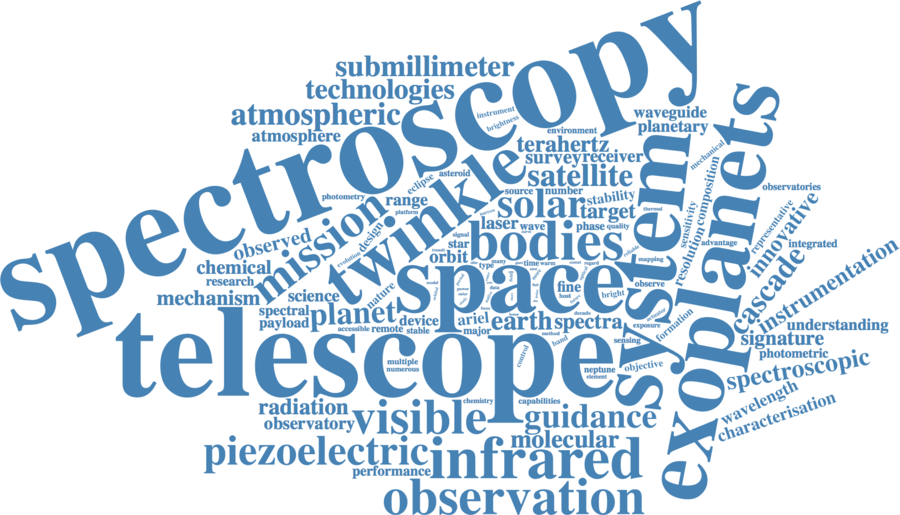 spectroscopy
submillimeter
technologies
atmospheric
atmosphere
instrument
brightness
environment
waveguide
planetary
terahertz
survey
receiver
satellite
mechanical
exoplanets
system
twinkle
eclipse
asteroid
photometry
range
platform
source
number
solar
stability
target
thermal
composition
resolution
sensitivity
observatories
representative
innovative
integrated
advantage
mapping
observed
mission
design
evolution
signal
star
orbit
laser
wave
phase
quality
bodies
chemical
research
mechanism
nature
space
type
many
time
warm
fine
host
bright
observe
cascade
instrumentation
science
spectral
payload
planet
accessible
remote
device
stable
ariel
major
earth
spectra
method
band
control
decade
exposure
formation
sensing
understanding
signature
photometric
telescope
multiple
numerous
neptune
element
objective
spectroscopic
wavelength
characterisation
radiation
observatory
visible
chemistry
capabilities
guidance
molecular
piezoelectric
performance
infrared
observation